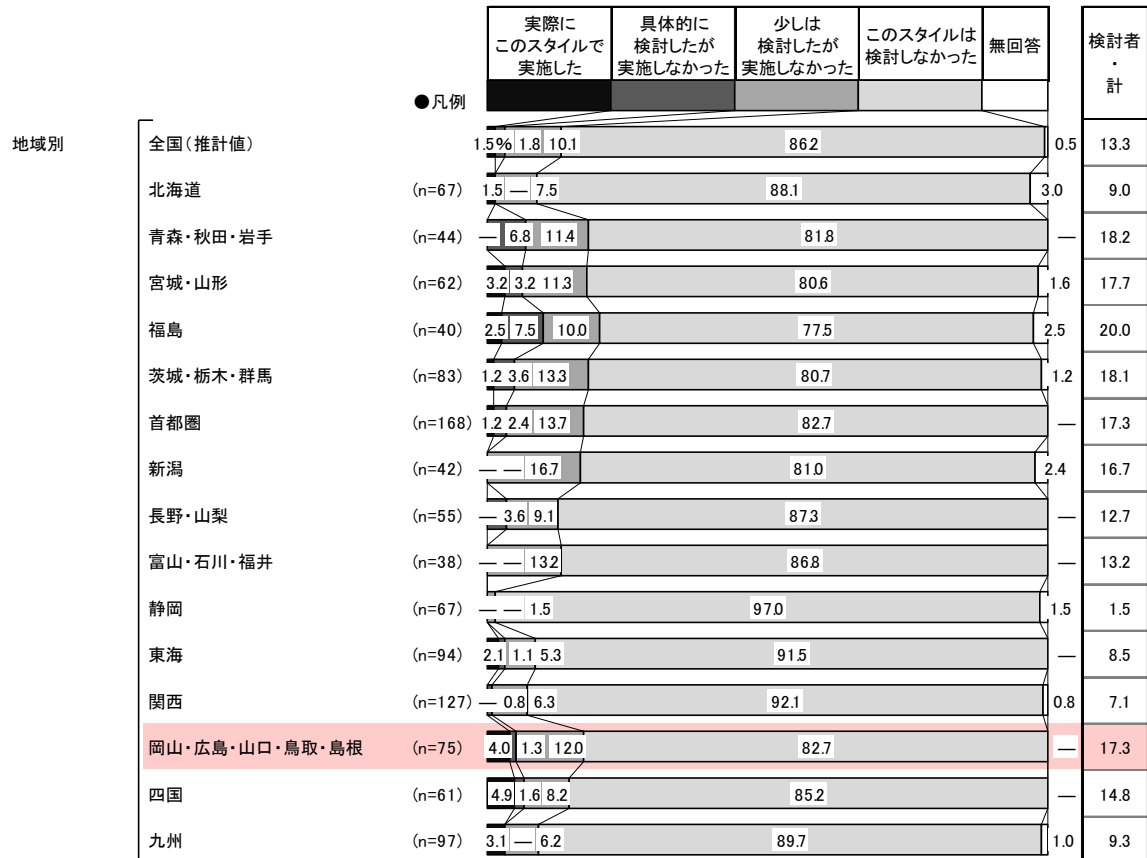 実際に
このスタイルで
実施した
具体的に
検討したが
実施しなかった
少しは
検討したが
実施しなかった
このスタイルは
検討しなかった
無回答
検討者
・
計
●凡例
地域別
全国(推計値) 1.5% 1.8 10.1 86.2 0.5 13.3
北海道 (n=67) 1.5 — 7.5 88.1 3.0 9.0
青森・秋田・岩手 (n=44) — 6.8 11.4 81.8 — 18.2
宮城・山形 (n=62) 3.2 3.2 11.3 80.6 1.6 17.7
福島 (n=40) 2.5 7.5 10.0 77.5 2.5 20.0
茨城・栃木・群馬 (n=83) 1.2 3.6 13.3 80.7 1.2 18.1
首都圏 (n=168) 1.2 2.4 13.7 82.7 — 17.3
新潟 (n=42) — — 16.7 81.0 2.4 16.7
長野・山梨 (n=55) — 3.6 9.1 87.3 — 12.7
富山・石川・福井 (n=38) — — 13.2 86.8 — 13.2
静岡 (n=67) — — 1.5 97.0 1.5 1.5
東海 (n=94) 2.1 1.1 5.3 91.5 — 8.5
関西 (n=127) — 0.8 6.3 92.1 0.8 7.1
岡山・広島・山口・鳥取・島根 (n=75) 4.0 1.3 12.0 82.7 — 17.3
四国 (n=61) 4.9 1.6 8.2 85.2 — 14.8
九州 (n=97) 3.1 — 6.2 89.7 1.0 9.3